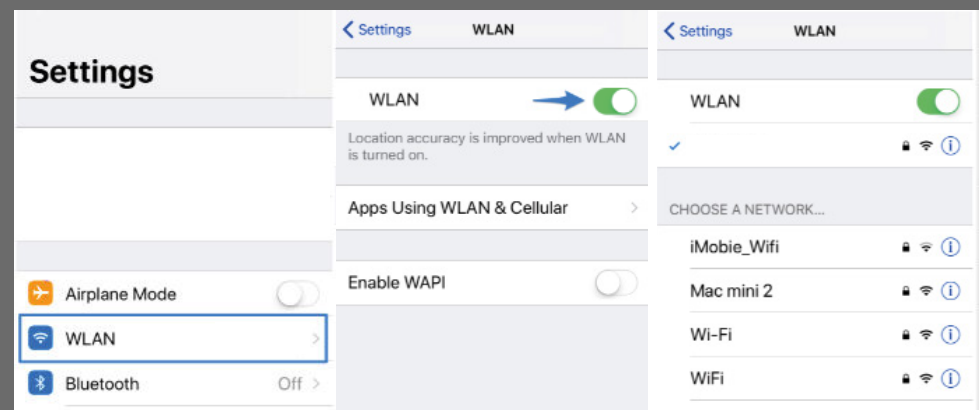 Settings
Airplane Mode
WLAN
Bluetooth Off
Settings WLAN
WLAN
Location accuracy is improved when WLAN
is turned on.
Apps Using WLAN & Cellular
Enable WAPI
Settings WLAN
WLAN
CHOOSE A NETWORK...
iMobie_Wifi
Mac mini 2
Wi-Fi
WiFi